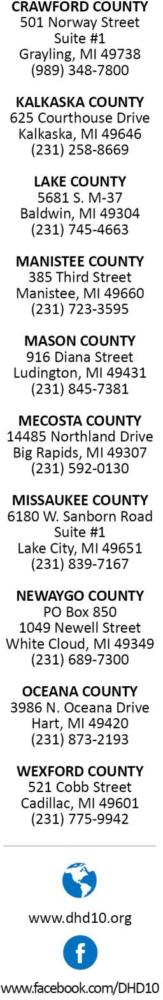 CRAWFORD COUNTY
501 Norway Street
Suite #1
Grayling, MI 49738
(989) 348-7800
KALKASKA COUNTY
625 Courthouse Drive
Kalkaska, MI 49646
(231) 258-8669
LAKE COUNTY
5681 S. M-37
Baldwin, MI 49304
(231) 745-4663
MANISTEE COUNTY
385 Third Street
Manistee, MI 49660
(231) 723-3595
MASON COUNTY
916 Diana Street
Ludington, MI 49431
(231) 845-7381
MECOSTA COUNTY
14485 Northland Drive
Big Rapids, MI 49307
(231) 592-0130
MISSAUKEE COUNTY
6180 W. Sanborn Road
Suite #1
Lake City, MI 49651
(231) 839-7167
NEWAYGO COUNTY
PO Box 850
1049 Newell Street
White Cloud, MI 49349
(231) 689-7300
OCEANA COUNTY
3986 N. Oceana Drive
Hart, MI 49420
(231) 873-2193
WEXFORD COUNTY
521 Cobb Street
Cadillac, MI 49601
(231) 775-9942
www.dhd10.org
f
www.facebook.com/DHD10